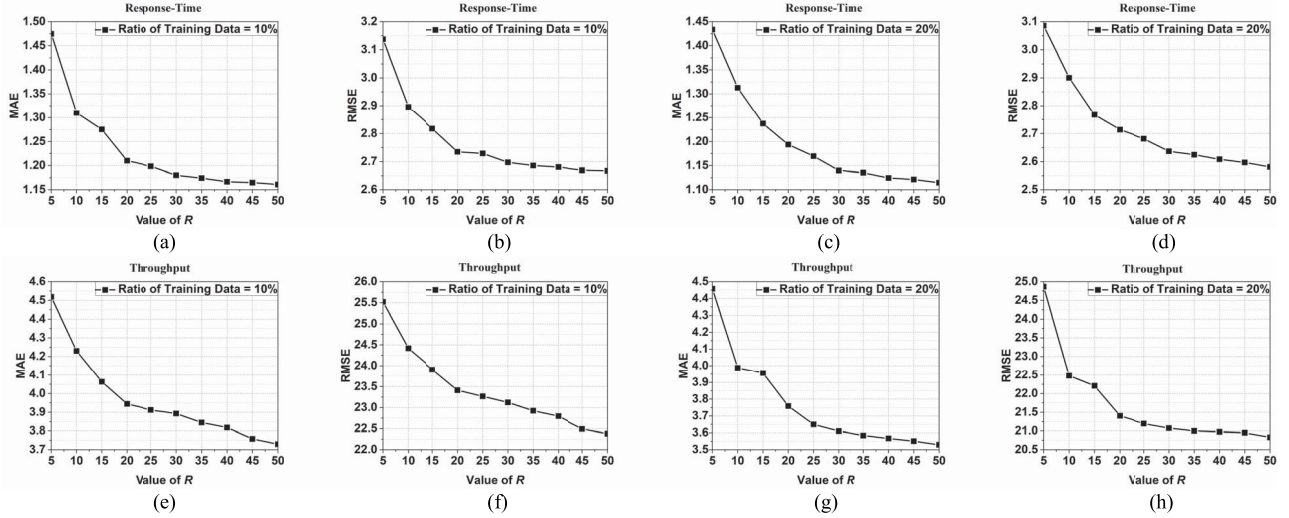 Response-Time
Ratio of Training Data = 10%
MAE
1.50
1.45
1.40
1.35
1.30
1.25
1.20
1.15
5 10 15 20 25 30 35 40 45 50
Value of R
(a)
Response-Time
Ratio of Training Data = 10%
RMSE
3.2
3.1
3.0
2.9
2.8
2.7
2.6
5 10 15 20 25 30 35 40 45 50
Value of R
(b)
Response-Time
Ratio of Training Data = 20%
MAE
1.45
1.40
1.35
1.30
1.25
1.20
1.15
1.10
5 10 15 20 25 30 35 40 45 50
Value of R
(c)
Response-Time
Ratio of Training Data = 20%
RMSE
3.1
3.0
2.9
2.8
2.7
2.6
2.5
5 10 15 20 25 30 35 40 45 50
Value of R
(d)
Throughput
Ratio of Training Data = 10%
MAE
4.6
4.5
4.4
4.3
4.2
4.1
4.0
3.9
3.8
3.7
5 10 15 20 25 30 35 40 45 50
Value of R
(e)
Throughput
Ratio of Training Data = 10%
RMSE
26.0
25.5
25.0
24.5
24.0
23.5
23.0
22.5
22.0
5 10 15 20 25 30 35 40 45 50
Value of R
(f)
Throughput
Ratio of Training Data = 20%
MAE
4.5
4.4
4.3
4.2
4.1
4.0
3.9
3.8
3.7
3.6
3.5
5 10 15 20 25 30 35 40 45 50
Value of R
(g)
Throughput
Ratio of Training Data = 20%
RMSE
25.0
24.5
24.0
23.5
23.0
22.5
22.0
21.5
21.0
20.5
5 10 15 20 25 30 35 40 45 50
Value of R
(h)